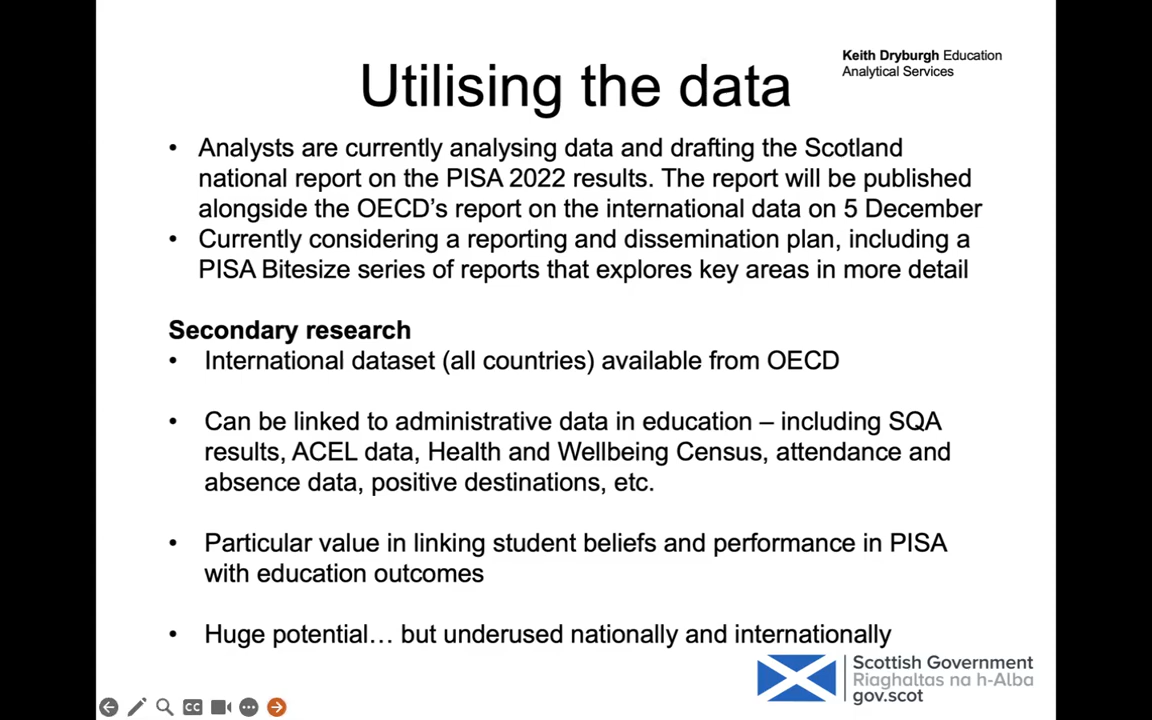 Keith Dryburgh Education
Analytical Services
Utilising the data
• Analysts are currently analysing data and drafting the Scotland
national report on the PISA 2022 results. The report will be published
alongside the OECD’s report on the international data on 5 December
• Currently considering a reporting and dissemination plan, including a
PISA Bitesize series of reports that explores key areas in more detail
Secondary research
• International dataset (all countries) available from OECD
• Can be linked to administrative data in education – including SQA
results, ACEL data, Health and Wellbeing Census, attendance and
absence data, positive destinations, etc.
• Particular value in linking student beliefs and performance in PISA
with education outcomes
• Huge potential… but underused nationally and internationally
Scottish Government
Riaghaltas na h-Alba
gov.scot
CC